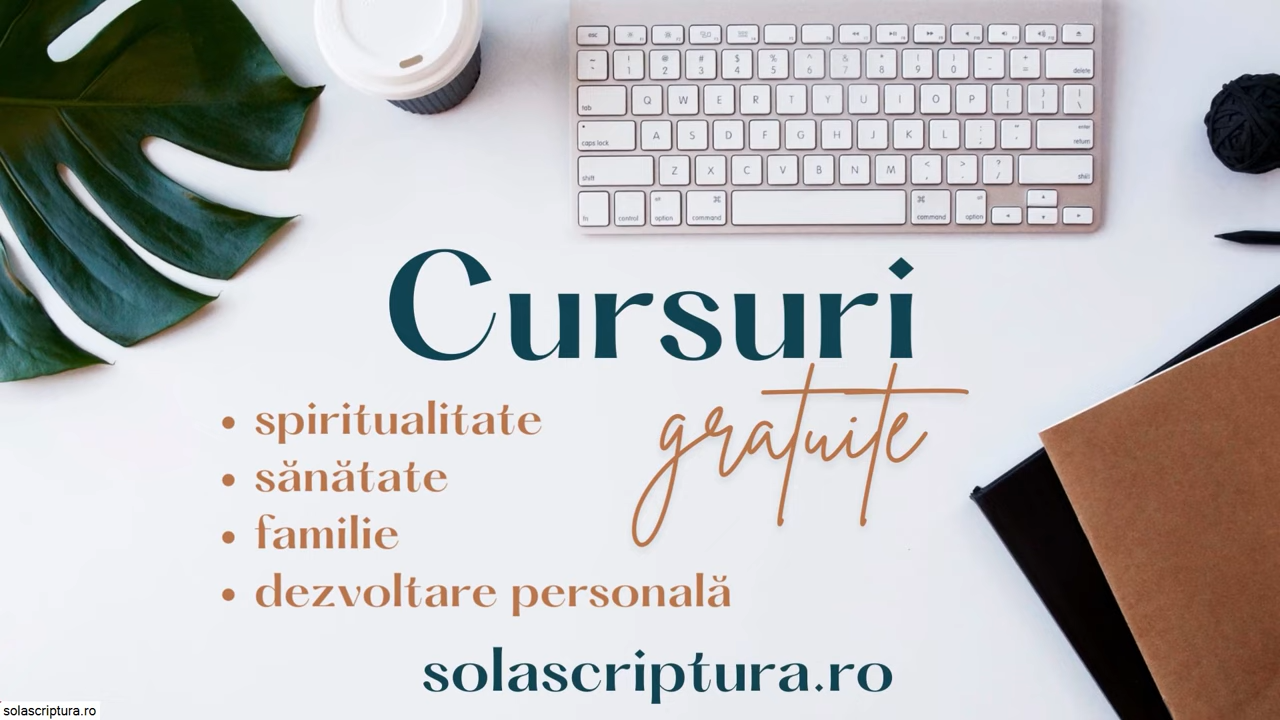 Cursuri
gratuite
• spiritualitate
• sănătate
• familie
• dezvoltare personală
solascriptura.ro
solascriptura.ro